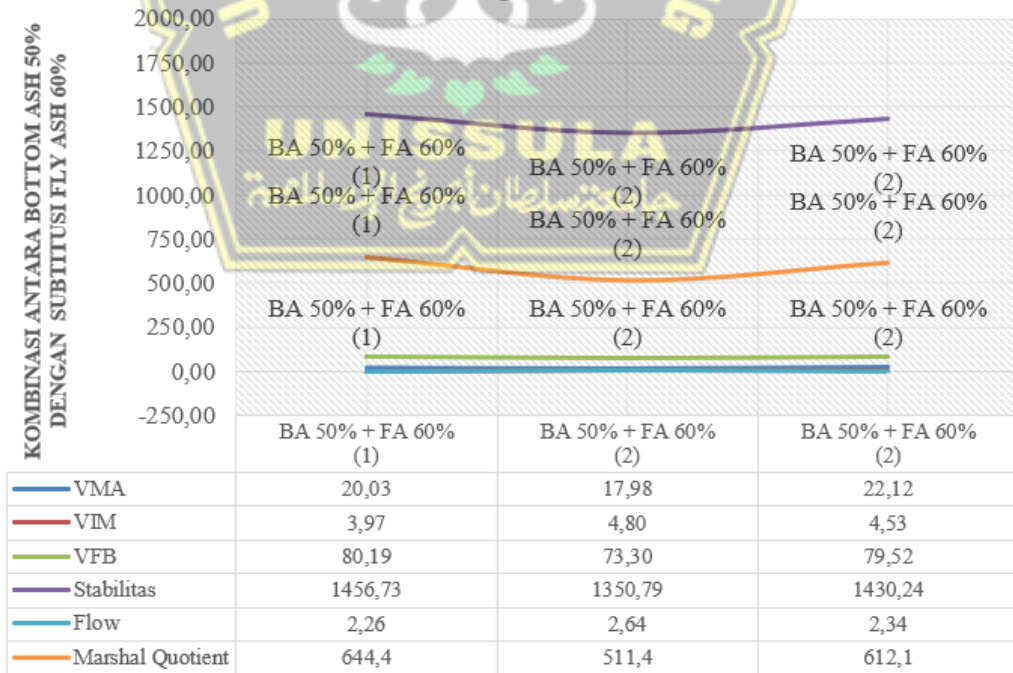 KOMBINASI ANTARA BOTTOM ASH 50%
DENGAN SUBTITUSI FLY ASH 60%
2000,00
1750,00
1500,00
1250,00
1000,00
750,00
500,00
250,00
0,00
-250,00
UNISSULA
جامعة سلطان أجونج الإسلامية
BA 50% + FA 60%
(1)
BA 50% + FA 60%
(2)
BA 50% + FA 60%
(2)
BA 50% + FA 60%
(1)
BA 50% + FA 60%
(2)
BA 50% + FA 60%
(2)
BA 50% + FA 60%
(1)
BA 50% + FA 60%
(2)
BA 50% + FA 60%
(2)
BA 50% + FA 60%
(1)
BA 50% + FA 60%
(2)
BA 50% + FA 60%
(2)
VMA 20,03 17,98 22,12
VIM 3,97 4,80 4,53
VFB 80,19 73,30 79,52
Stabilitas 1456,73 1350,79 1430,24
Flow 2,26 2,64 2,34
Marshal Quotient 644,4 511,4 612,1